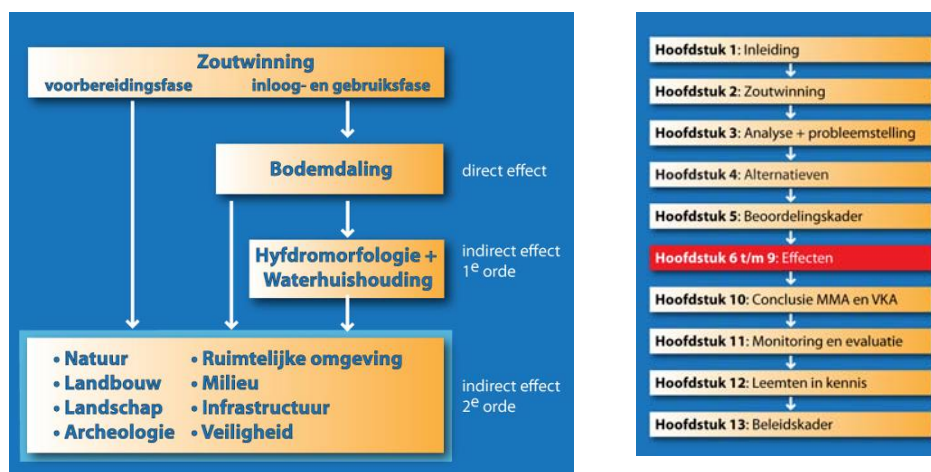 Zoutwinning
voorbereidingsfase inloog- en gebruiksfase
Bodemdaling
direct effect
Hyfdromorfologie +
Waterhuishouding
indirect effect
1e orde
• Natuur
• Landbouw
• Landschap
• Archeologie
• Ruimtelijke omgeving
• Milieu
• Infrastructuur
• Veiligheid
indirect effect
2e orde
Hoofdstuk 1: Inleiding
Hoofdstuk 2: Zoutwinning
Hoofdstuk 3: Analyse + probleemstelling
Hoofdstuk 4: Alternatieven
Hoofdstuk 5: Beoordelingskader
Hoofdstuk 6 t/m 9: Effecten
Hoofdstuk 10: Conclusie MMA en VKA
Hoofdstuk 11: Monitoring en evaluatie
Hoofdstuk 12: Leemten in kennis
Hoofdstuk 13: Beleidskader